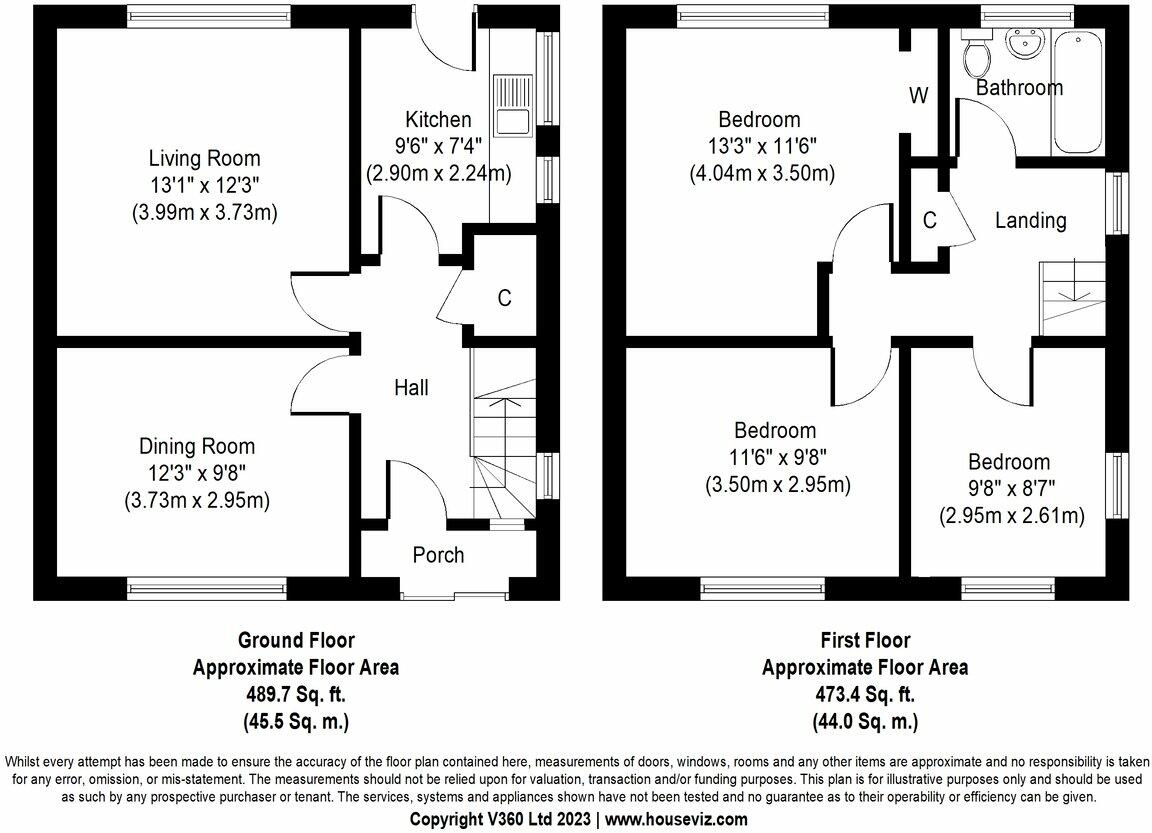 Living Room
13'1" x 12'3"
(3.99m x 3.73m)
Kitchen
9'6" x 7'4"
(2.90m x 2.24m)
C
Hall
Dining Room
12'3" x 9'8"
(3.73m x 2.95m)
Porch
Bedroom
13'3" x 11'6"
(4.04m x 3.50m)
W
Bathroom
C
Landing
Bedroom
11'6" x 9'8"
(3.50m x 2.95m)
Bedroom
9'8" x 8'7"
(2.95m x 2.61m)
Ground Floor
Approximate Floor Area
489.7 Sq. ft.
(45.5 Sq. m.)
First Floor
Approximate Floor Area
473.4 Sq. ft.
(44.0 Sq. m.)
Whilst every attempt has been made to ensure the accuracy of the floor plan contained here, measurements of doors, windows, rooms and any other items are approximate and no responsibility is taken
for any error, omission, or mis-statement. The measurements should not be relied upon for valuation, transaction and/or funding purposes. This plan is for illustrative purposes only and should be used
as such by any prospective purchaser or tenant. The services, systems and appliances shown have not been tested and no guarantee as to their operability or efficiency can be given.
Copyright V360 Ltd 2023 | www.houseviz.com